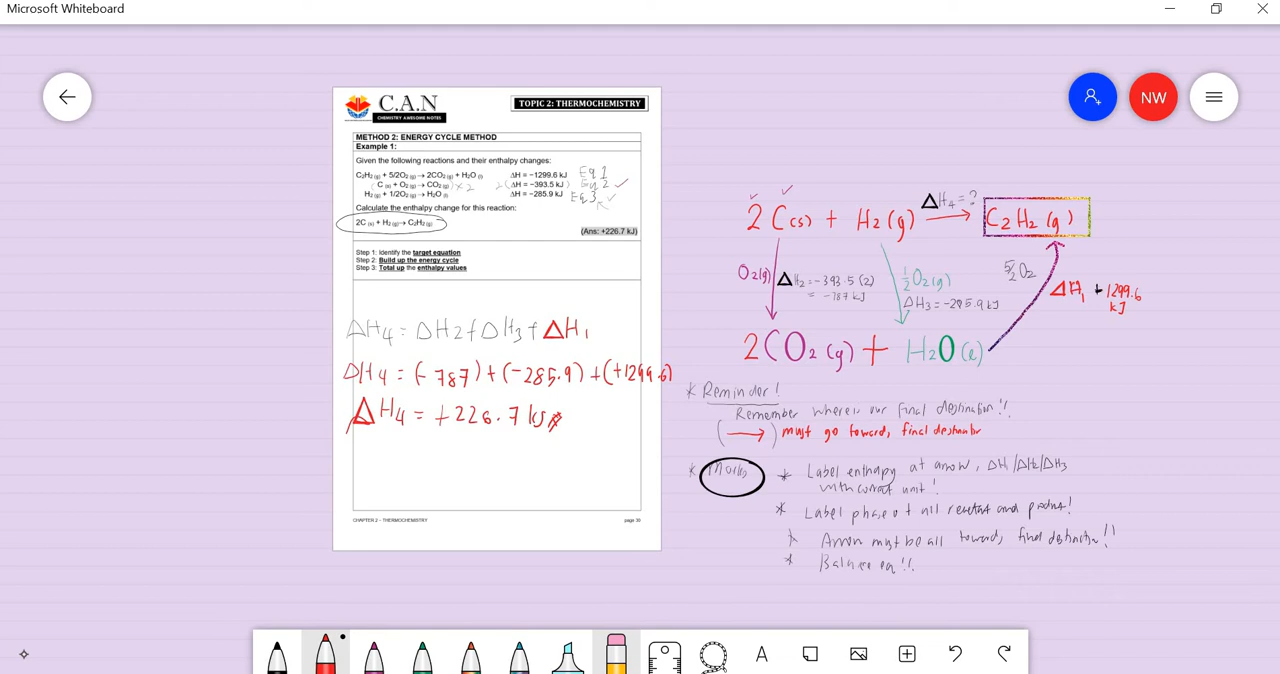 Microsoft Whiteboard
NW
C.A.N
CHEMISTRY AWESOME NOTES
TOPIC 2: THERMOCHEMISTRY
METHOD 2: ENERGY CYCLE METHOD
Example 1:
Given the following reactions and their enthalpy changes:
C₂H₂ (g) + 5/2O₂ (g) → 2CO₂ (g) + H₂O (l) ΔH = −1299.6 kJ Eq 1
( C (s) + O₂ (g) → CO₂ (g) ) × 2 2 ( ΔH = −393.5 kJ ) Eq 2 ✓
H₂ (g) + 1/2O₂ (g) → H₂O (l) ΔH = −285.9 kJ Eq 3 ✓
Calculate the enthalpy change for this reaction:
2C (s) + H₂ (g) → C₂H₂ (g)
(Ans: +226.7 kJ)
Step 1: Identify the target equation
Step 2: Build up the energy cycle
Step 3: Total up the enthalpy values
ΔH4 = ΔH2 + ΔH3 + ΔH1
ΔH4 = (-787) + (-285.9) + (+1299.6)
ΔH4 = +226.7 kJ
CHAPTER 2 – THERMOCHEMISTRY page 30
ΔH4 = ?
2C(s) + H2(g) → C2H2(g)
O2(g) ΔH2 = -393.5 (2)
= -787 kJ
½O2(g)
ΔH3 = -285.9 kJ
5/2 O2
ΔH1 + 1299.6
kJ
2CO2(g) + H2O(l)
* Reminder!
Remember where is our final destination!!
( → ) must go toward, final destination
* Marks * Label enthalpy at arrow, ΔH1/ΔH2/ΔH3
with correct unit!
* Label phase of all reactant and product!
* Arrow must be all towards final destination!!
* Balance eq!!
A